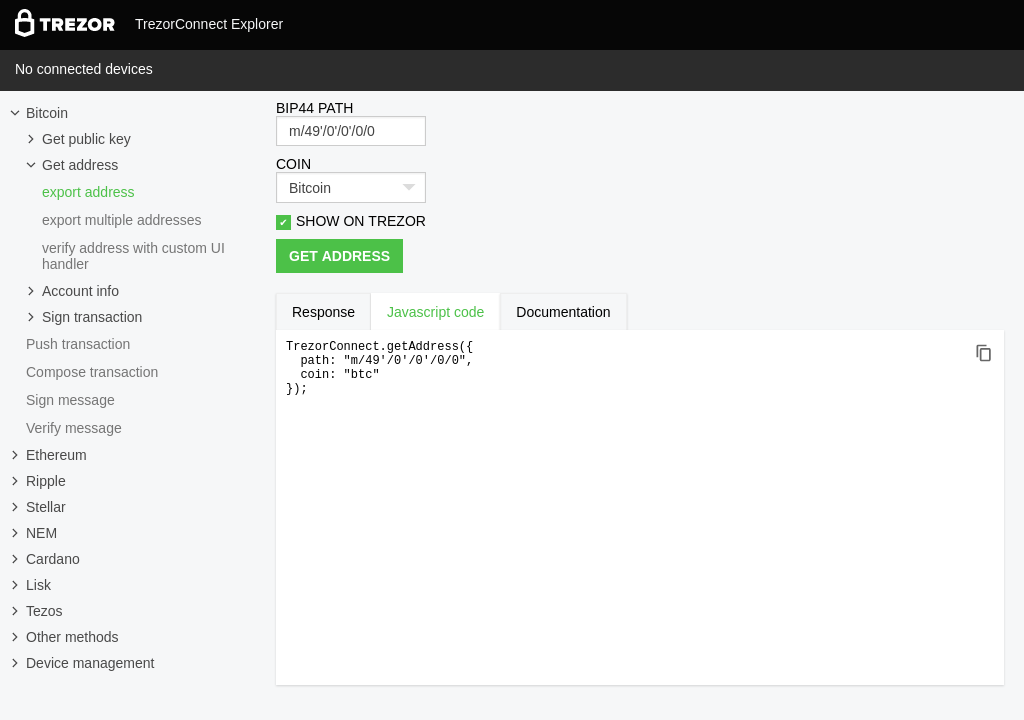 TREZOR TrezorConnect Explorer
No connected devices
Bitcoin
Get public key
Get address
export address
export multiple addresses
verify address with custom UI
handler
Account info
Sign transaction
Push transaction
Compose transaction
Sign message
Verify message
Ethereum
Ripple
Stellar
NEM
Cardano
Lisk
Tezos
Other methods
Device management
BIP44 PATH
m/49'/0'/0'/0/0
COIN
Bitcoin
SHOW ON TREZOR
GET ADDRESS
Response Javascript code Documentation
TrezorConnect.getAddress({
path: "m/49'/0'/0'/0/0",
coin: "btc"
});